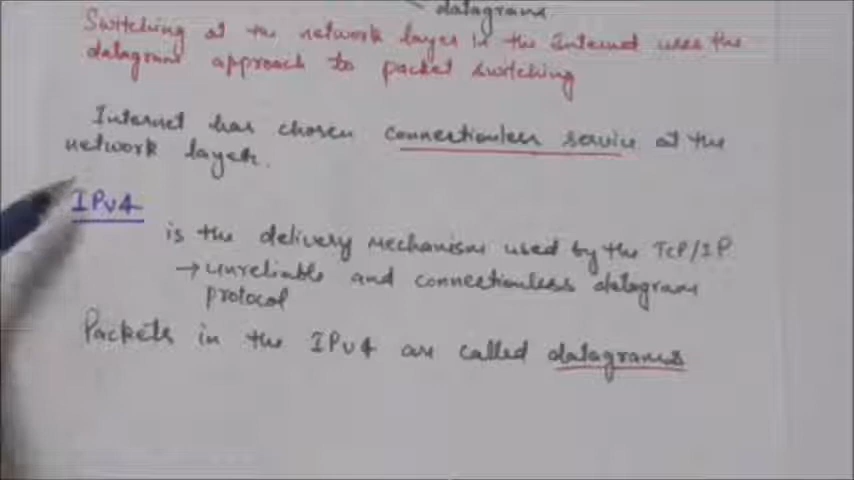 datagrams
Switching at the network layer in the Internet uses the
datagram approach to packet switching
Internet has chosen connectionless service at the
network layer.
IPv4
is the delivery mechanism used by the TCP/IP
→ unreliable and connectionless datagram
protocol
Packets in the IPv4 are called datagrams